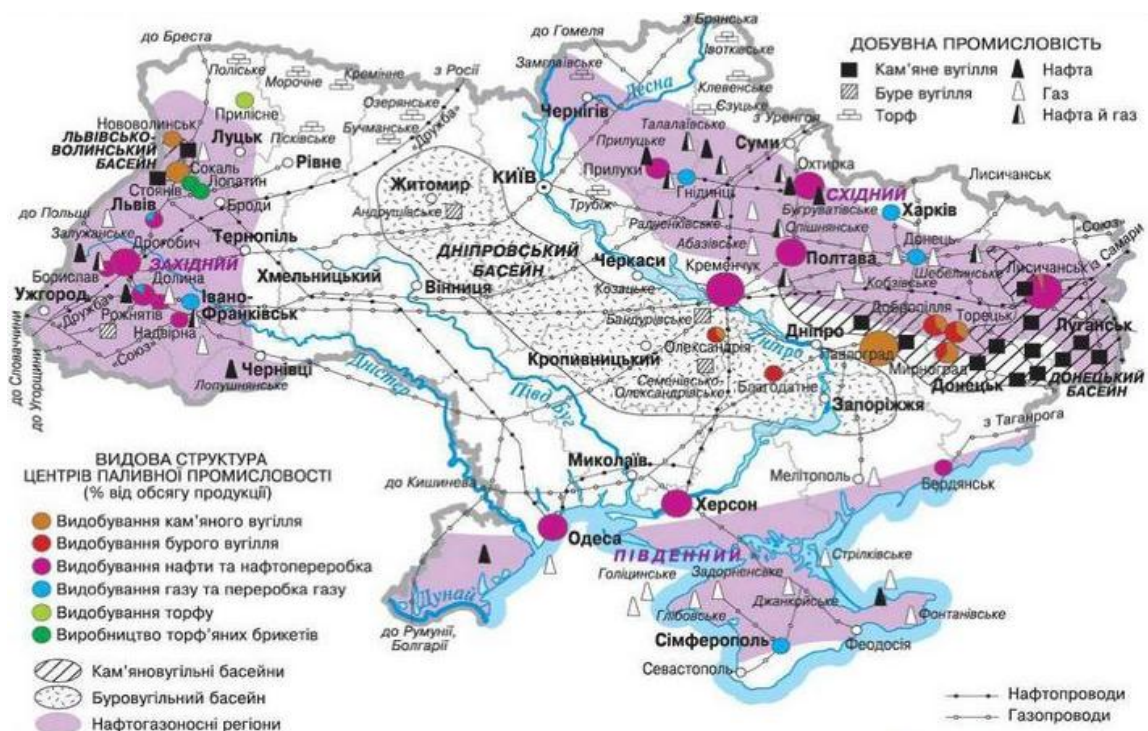 до Бреста
до Гомеля
з Брянська
Івоткавське
ДОБУВНА ПРОМИСЛОВІСТЬ
Кам'яне вугілля
Нафта
Буре вугілля
Газ
Торф
Нафта й газ
Поліське
Морочне
Кремінне
з Росії
Замглаївське
Десна
Клевенське
Єзуцьке
Прилісне
Озерянське
Бучманське
«Дружба»
Чернігів
Талалаївське
з Уренгоя
Нововолинськ
ЛЬВІВСЬКО-
ВОЛИНСЬКИЙ
БАСЕЙН
Луцьк
Пісківське
Рівне
Прилуцьке
Прилуки
Суми
Охтирка
Лисичанськ
Сокаль
Лопатин
Стоянів
Житомир
КИЇВ
Гнідинці
СХІДНИЙ
до Польщі
Львів
Броди
Андрушівське
Трубіж
Радченківське
Бугруватівське
Харків
«Союз»
із Самари
Залужанське
Дрогобич
Тернопіль
ДНІПРОВСЬКИЙ
БАСЕЙН
Абазівське
Опішнянське
Донець
Борислав
ЗАХІДНИЙ
Хмельницький
Черкаси
Кременчук
Полтава
Шебелинське
Лисичанськ
Ужгород
Долина
Івано-
Франківськ
Вінниця
Козацьке
Кобзівське
«Дружба»
Рожнятів
Надвірна
Бандурівське
Дніпро
Добропілля
Торецьк
Луганськ
до Словаччини
до Угорщини
«Союз»
Чернівці
Лопушнянське
Кропивницький
Олександрія
Дніпро
Павлоград
Мирноград
Донецьк
ДОНЕЦЬКИЙ
БАСЕЙН
Дністер
Півд. Буг
Семенівсько-
Олександрівське
Благодатне
Запоріжжя
з Таганрога
ВИДОВА СТРУКТУРА
ЦЕНТРІВ ПАЛИВНОЇ ПРОМИСЛОВОСТІ
(% від обсягу продукції)
Миколаїв
Мелітополь
Бердянськ
до Кишинева
Видобування кам'яного вугілля
Видобування бурого вугілля
Видобування нафти та нафтопереробка
Видобування газу та переробка газу
Видобування торфу
Виробництво торф'яних брикетів
Одеса
Херсон
ПІВДЕННИЙ
Стрілківське
Голіцинське
Задорненське
Джанкойське
Глібовське
Фонтанівське
Дунай
до Румунії,
Болгарії
Сімферополь
Феодосія
Севастополь
Кам'яновугільні басейни
Буровугільний басейн
Нафтогазоносні регіони
Нафтопроводи
Газопроводи